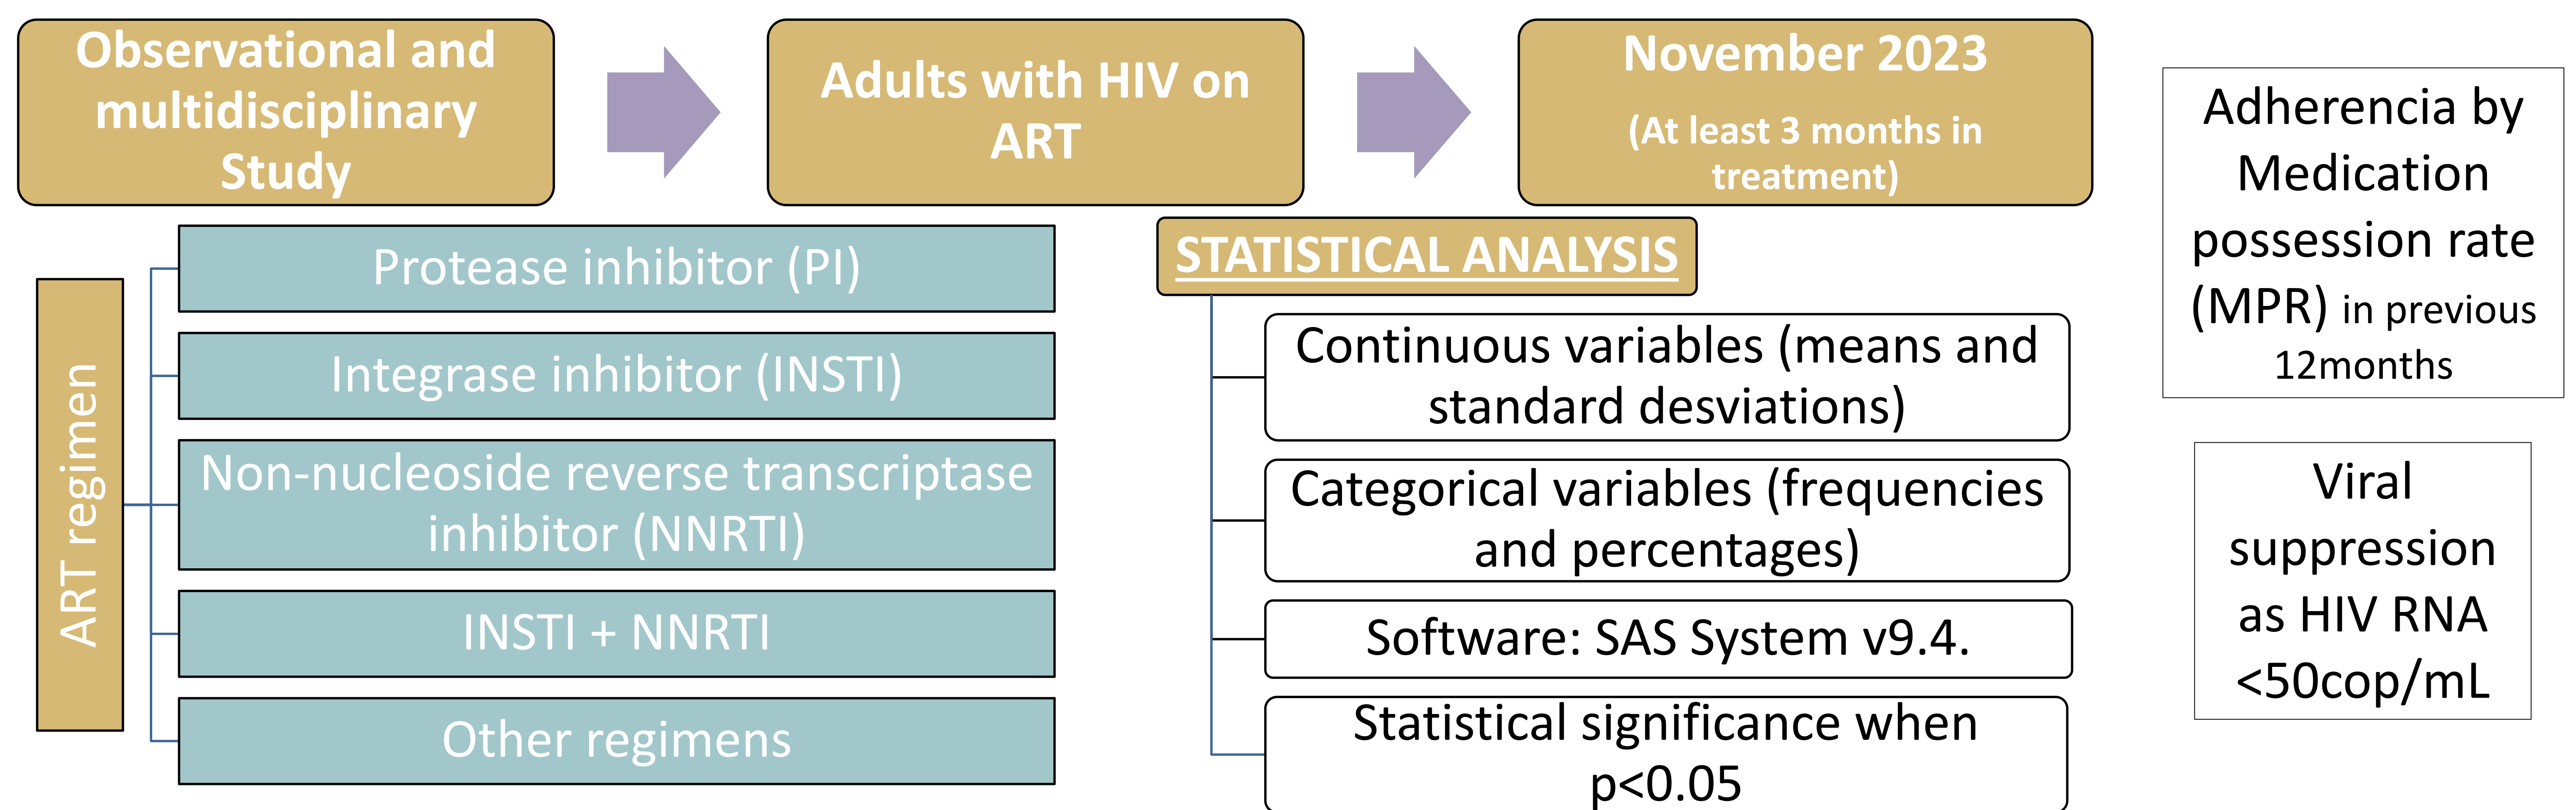 Observational and
multidisciplinary
Study
Adults with HIV on
ART
November 2023
(At least 3 months in
treatment)
Adherencia by
Medication
possession rate
(MPR) in previous
12months
Viral
suppression
as HIV RNA
<50cop/mL
ART regimen
Protease inhibitor (PI)
Integrase inhibitor (INSTI)
Non-nucleoside reverse transcriptase
inhibitor (NNRTI)
INSTI + NNRTI
Other regimens
STATISTICAL ANALYSIS
Continuous variables (means and
standard desviations)
Categorical variables (frequencies
and percentages)
Software: SAS System v9.4.
Statistical significance when
p<0.05